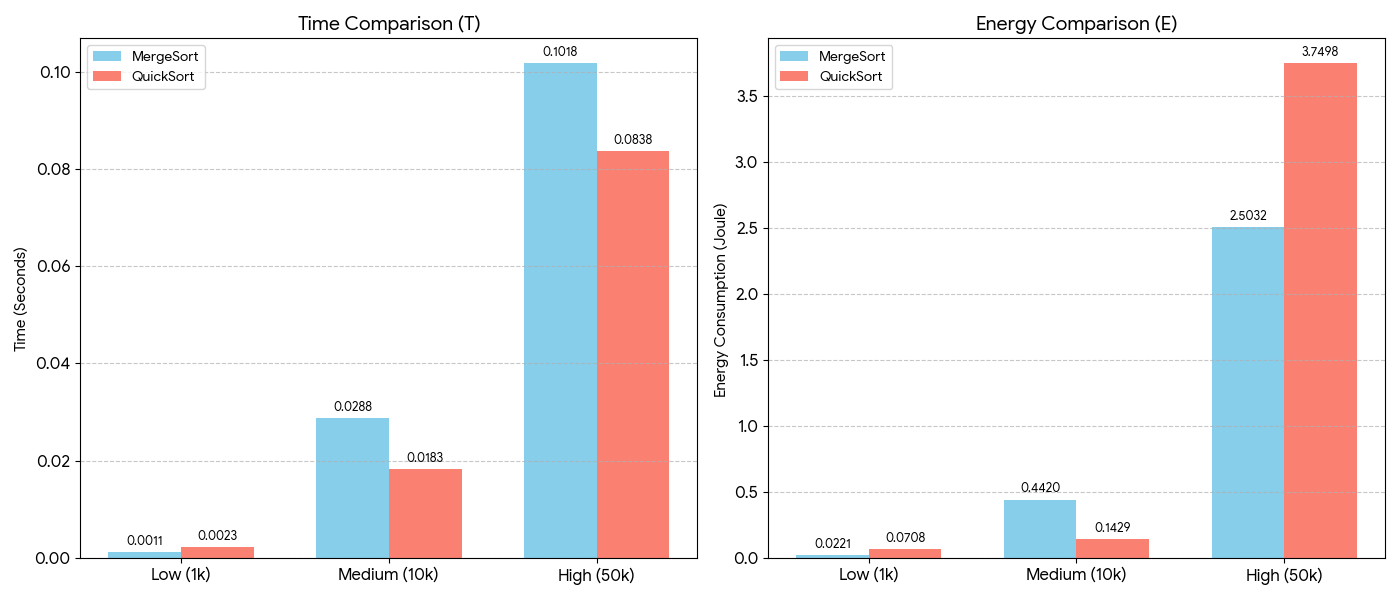 Time Comparison (T)
MergeSort
QuickSort
Time (Seconds)
0.10
0.08
0.06
0.04
0.02
0.00
0.0011
0.0023
0.0288
0.0183
0.1018
0.0838
Low (1k)
Medium (10k)
High (50k)
Energy Comparison (E)
MergeSort
QuickSort
Energy Consumption (Joule)
3.5
3.0
2.5
2.0
1.5
1.0
0.5
0.0
0.0221
0.0708
0.4420
0.1429
2.5032
3.7498
Low (1k)
Medium (10k)
High (50k)